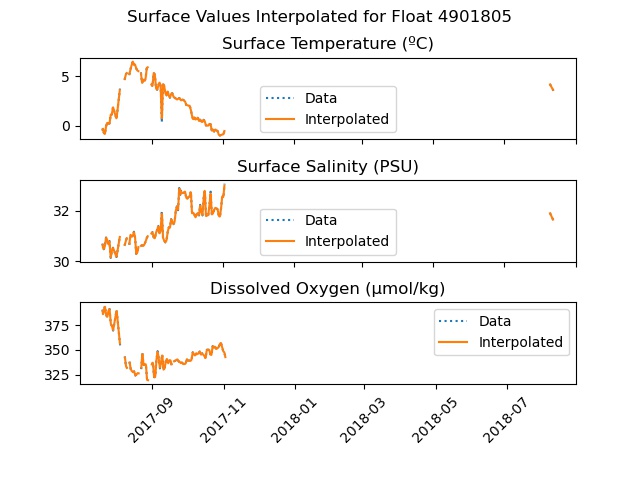 Surface Values Interpolated for Float 4901805
Surface Temperature (ºC)
5
0
Data
Interpolated
Surface Salinity (PSU)
32
30
Data
Interpolated
Dissolved Oxygen (µmol/kg)
375
350
325
Data
Interpolated
2017-09
2017-11
2018-01
2018-03
2018-05
2018-07